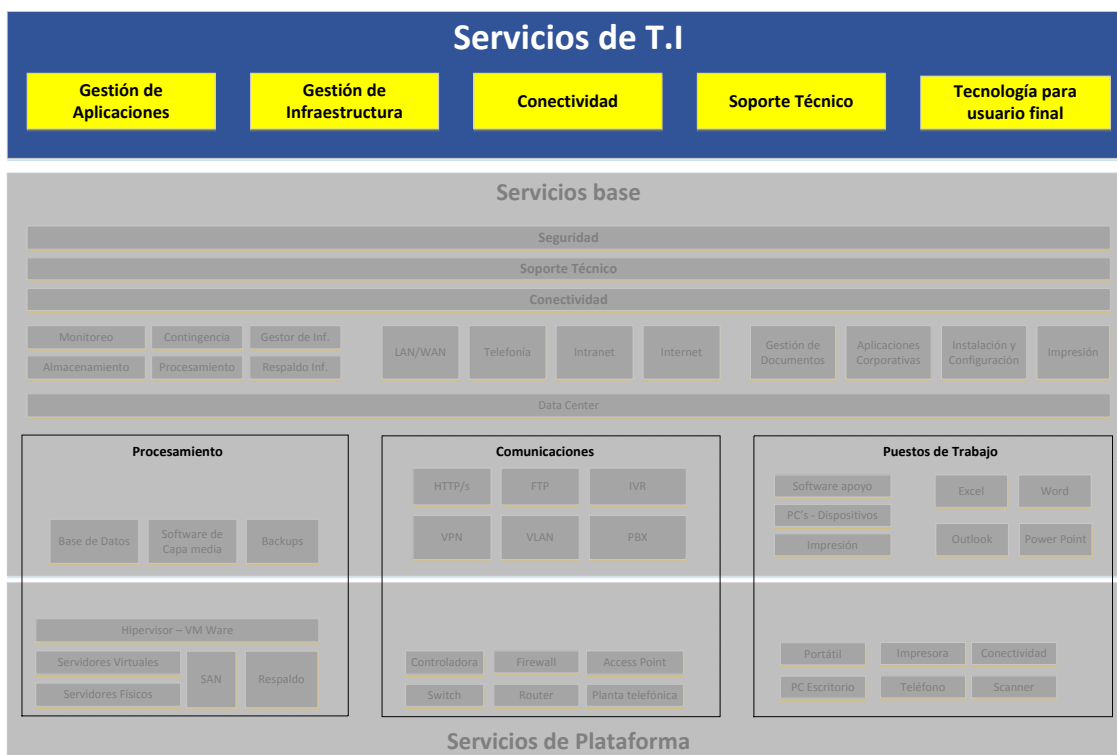 Servicios de T.I
Gestión de
Aplicaciones
Gestión de
Infraestructura
Conectividad
Soporte Técnico
Tecnología para
usuario final
Servicios base
Seguridad
Soporte Técnico
Conectividad
Monitoreo
Contingencia
Gestor de Inf.
Almacenamiento
Procesamiento
Respaldo Inf.
LAN/WAN
Telefonía
Intranet
Internet
Gestión de
Documentos
Aplicaciones
Corporativas
Instalación y
Configuración
Impresión
Data Center
Procesamiento
Base de Datos
Software de
Capa media
Backups
Hipervisor – VM Ware
Servidores Virtuales
Servidores Físicos
SAN
Respaldo
Comunicaciones
HTTP/s
FTP
IVR
VPN
VLAN
PBX
Controladora
Firewall
Access Point
Switch
Router
Planta telefónica
Puestos de Trabajo
Software apoyo
PC's - Dispositivos
Impresión
Excel
Word
Outlook
Power Point
Portátil
Impresora
Conectividad
PC Escritorio
Teléfono
Scanner
Servicios de Plataforma